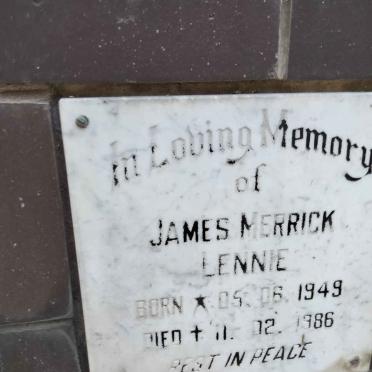 In Loving Memory
of
JAMES MERRICK
LENNIE
BORN ★ 05. 06. 1949
DIED ✝ 11. 02. 1986
REST IN PEACE